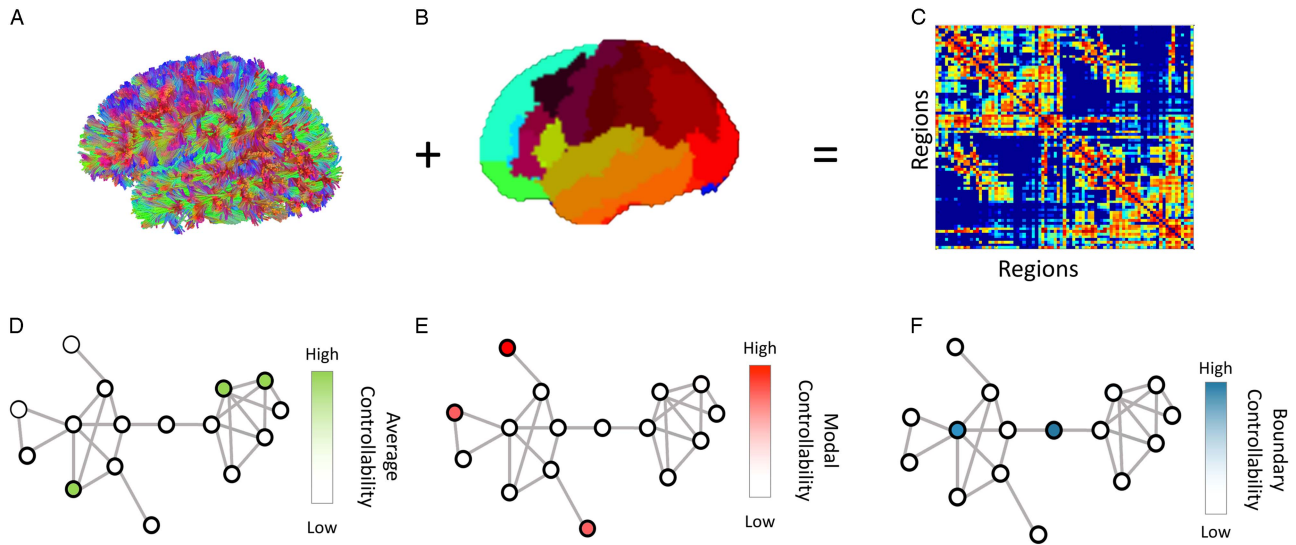 A
B
C
+
=
Regions
Regions
D
High
Low
Average
Controllability
E
High
Low
Modal
Controllability
F
High
Low
Boundary
Controllability